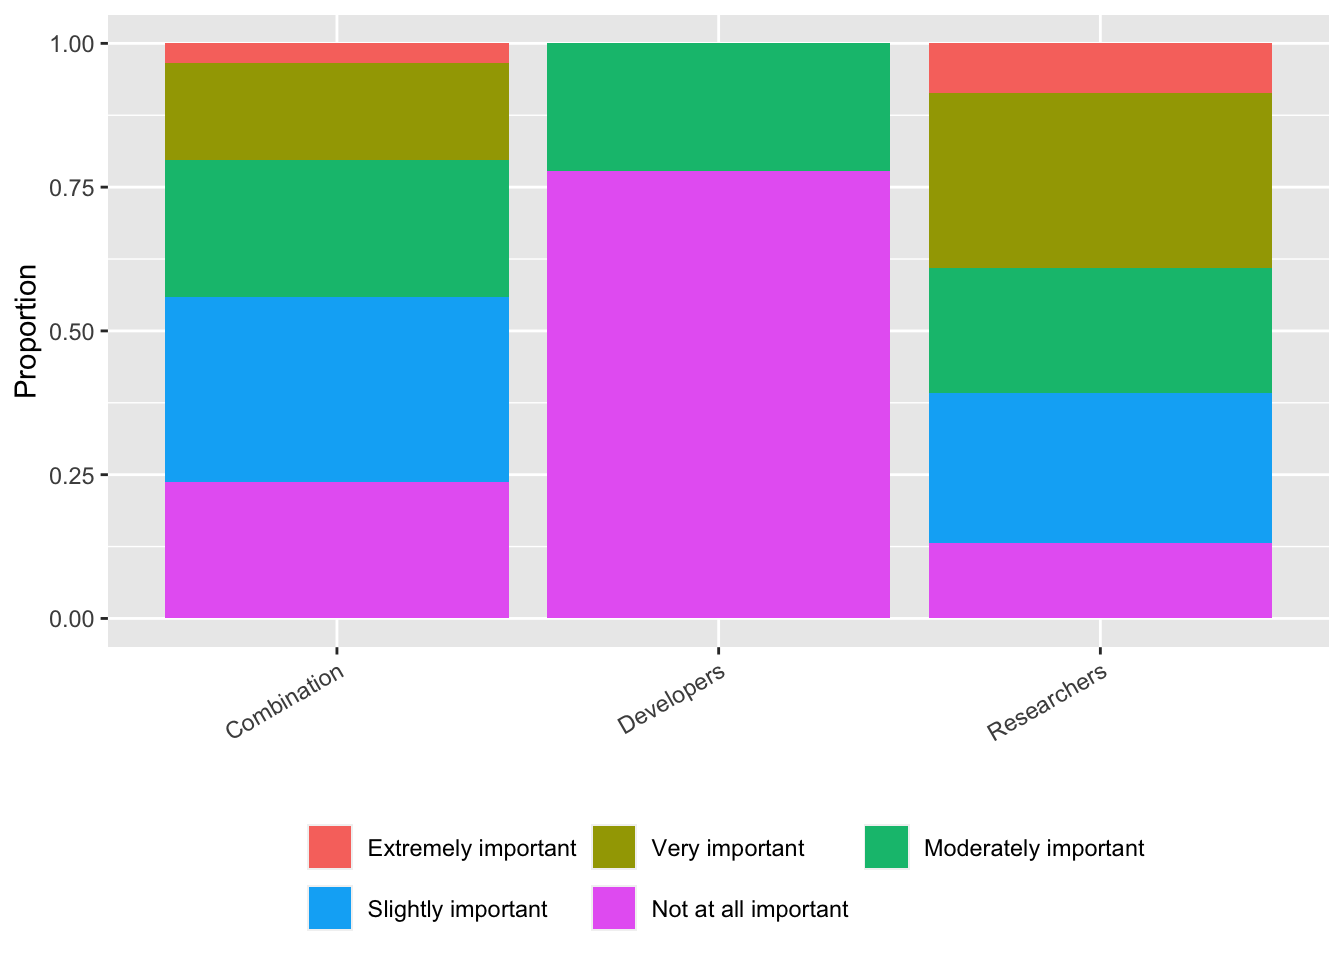 1.00
0.75
0.50
0.25
0.00
Proportion
Combination
Developers
Researchers
Extremely important
Very important
Moderately important
Slightly important
Not at all important